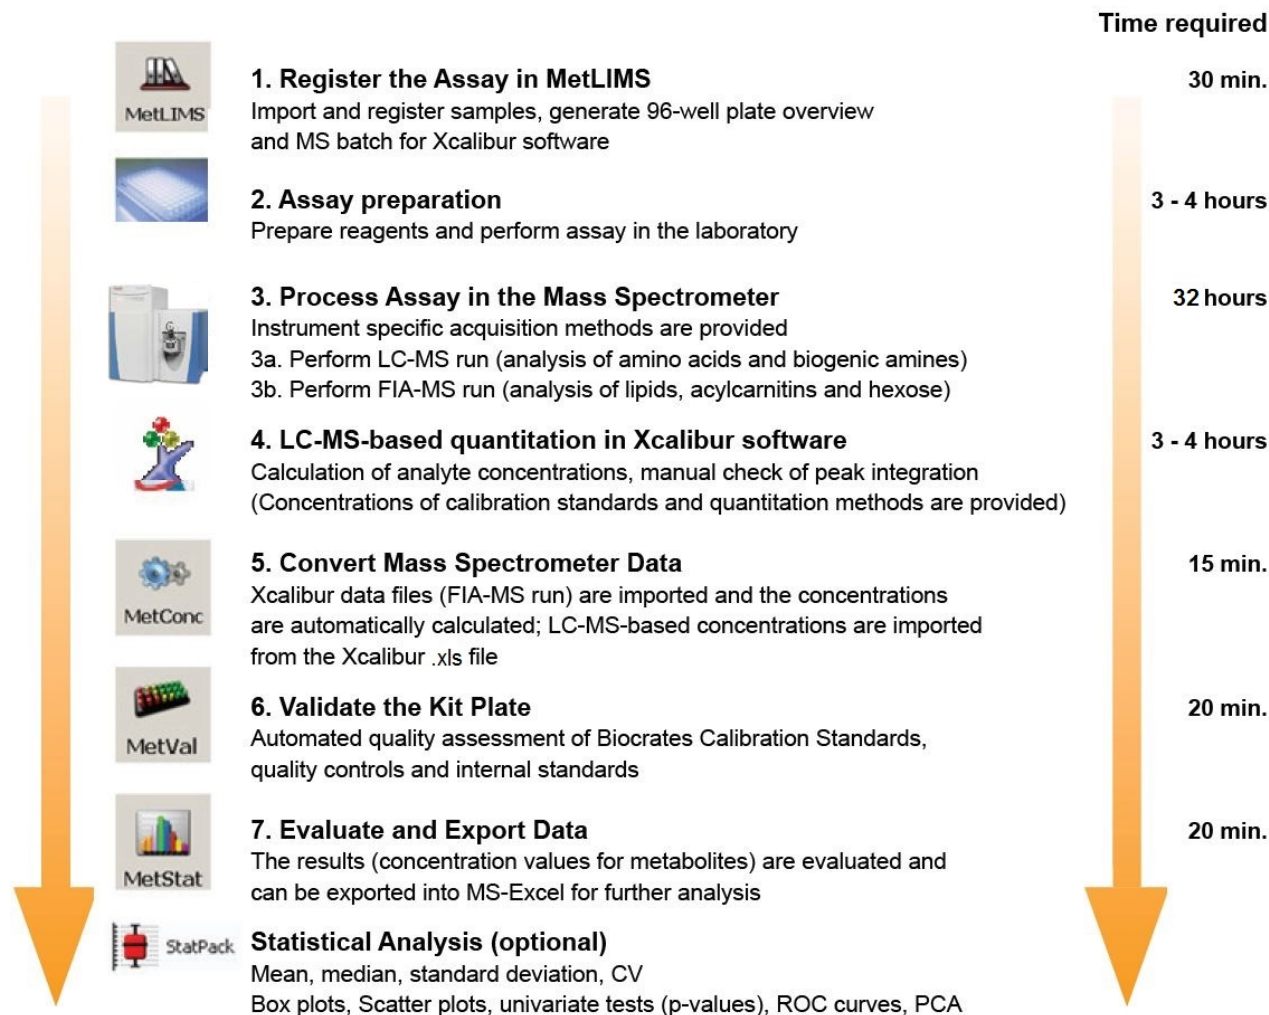 Time required
MetLIMS
1. Register the Assay in MetLIMS
30 min.
Import and register samples, generate 96-well plate overview
and MS batch for Xcalibur software
2. Assay preparation
3 - 4 hours
Prepare reagents and perform assay in the laboratory
3. Process Assay in the Mass Spectrometer
32 hours
Instrument specific acquisition methods are provided
3a. Perform LC-MS run (analysis of amino acids and biogenic amines)
3b. Perform FIA-MS run (analysis of lipids, acylcarnitins and hexose)
4. LC-MS-based quantitation in Xcalibur software
3 - 4 hours
Calculation of analyte concentrations, manual check of peak integration
(Concentrations of calibration standards and quantitation methods are provided)
MetConc
5. Convert Mass Spectrometer Data
15 min.
Xcalibur data files (FIA-MS run) are imported and the concentrations
are automatically calculated; LC-MS-based concentrations are imported
from the Xcalibur .xls file
MetVal
6. Validate the Kit Plate
20 min.
Automated quality assessment of Biocrates Calibration Standards,
quality controls and internal standards
MetStat
7. Evaluate and Export Data
20 min.
The results (concentration values for metabolites) are evaluated and
can be exported into MS-Excel for further analysis
StatPack
Statistical Analysis (optional)
Mean, median, standard deviation, CV
Box plots, Scatter plots, univariate tests (p-values), ROC curves, PCA